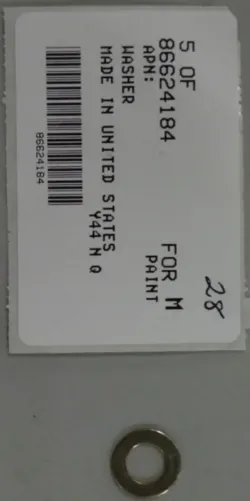 5 OF
86624184
APN:
WASHER
MADE IN UNITED STATES
Y44 N Q
FOR M
PAINT
28
86624184